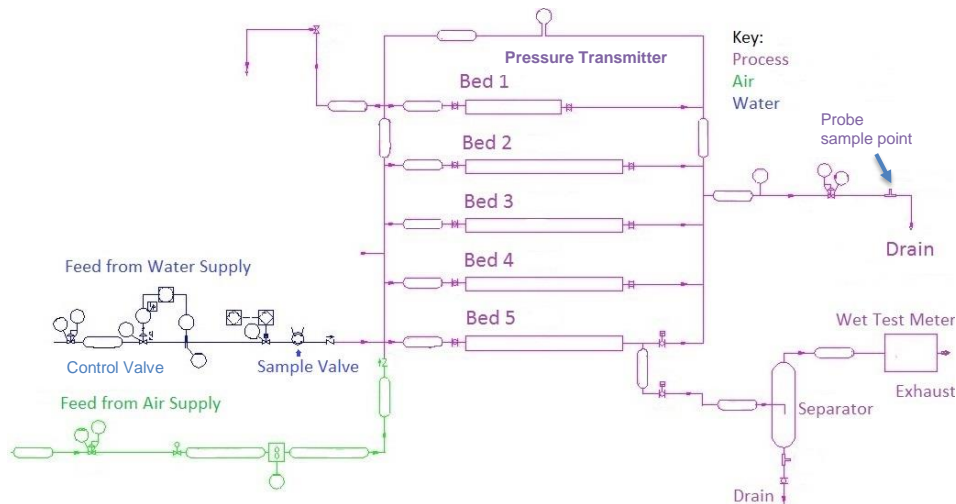 Key:
Process
Air
Water
Pressure Transmitter
Bed 1
Bed 2
Bed 3
Bed 4
Bed 5
Probe
sample point
Drain
Feed from Water Supply
Control Valve
Sample Valve
Feed from Air Supply
Wet Test Meter
Exhaust
Separator
Drain